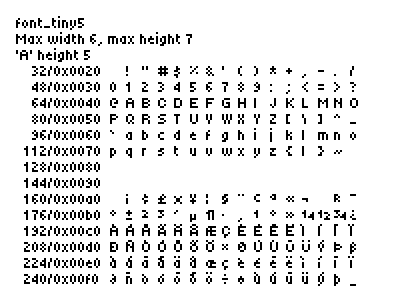 font_tiny5
Max width 6, max height 7
'A' height 5
32/0x0020 ! " # $ % & ' ( ) * + , - . /
48/0x0030 0 1 2 3 4 5 6 7 8 9 : ; < = > ?
64/0x0040 @ A B C D E F G H I J K L M N O
80/0x0050 P Q R S T U V W X Y Z [ \ ] ^ _
96/0x0060 ` a b c d e f g h i j k l m n o
112/0x0070 p q r s t u v w x y z { | } ~
128/0x0080
144/0x0090
160/0x00a0 ¡ ¢ £ ¤ ¥ ¦ § ¨ © ª « ¬ ® ¯
176/0x00b0 ° ± ² ³ ´ µ ¶ · ¸ ¹ º » ¼ ½ ¾ ¿
192/0x00c0 À Á Â Ã Ä Å Æ Ç È É Ê Ë Ì Í Î Ï
208/0x00d0 Ð Ñ Ò Ó Ô Õ Ö × Ø Ù Ú Û Ü Ý Þ ß
224/0x00e0 à á â ã ä å æ ç è é ê ë ì í î ï
240/0x00f0 ð ñ ò ó ô õ ö ÷ ø ù ú û ü ý þ _